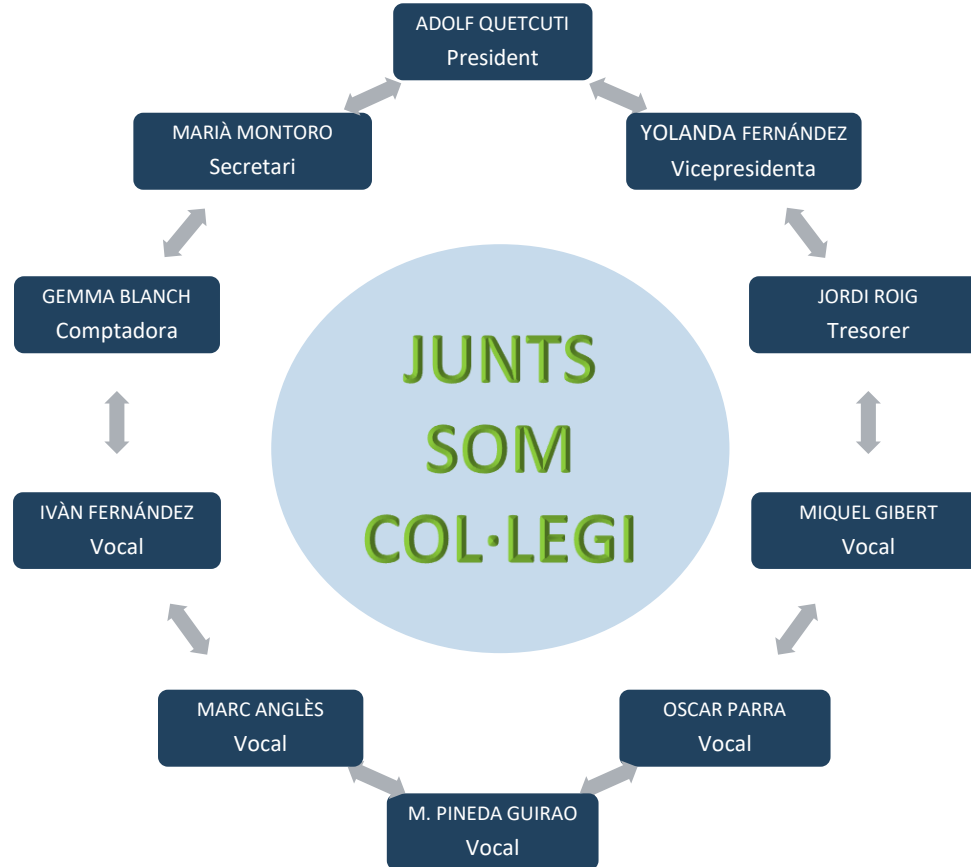 ADOLF QUETCUTI
President
MARIÀ MONTORO
Secretari
YOLANDA FERNÁNDEZ
Vicepresidenta
GEMMA BLANCH
Comptadora
JORDI ROIG
Tresorer
JUNTS
SOM
COL·LEGI
IVÀN FERNÁNDEZ
Vocal
MIQUEL GIBERT
Vocal
MARC ANGLÈS
Vocal
OSCAR PARRA
Vocal
M. PINEDA GUIRAO
Vocal